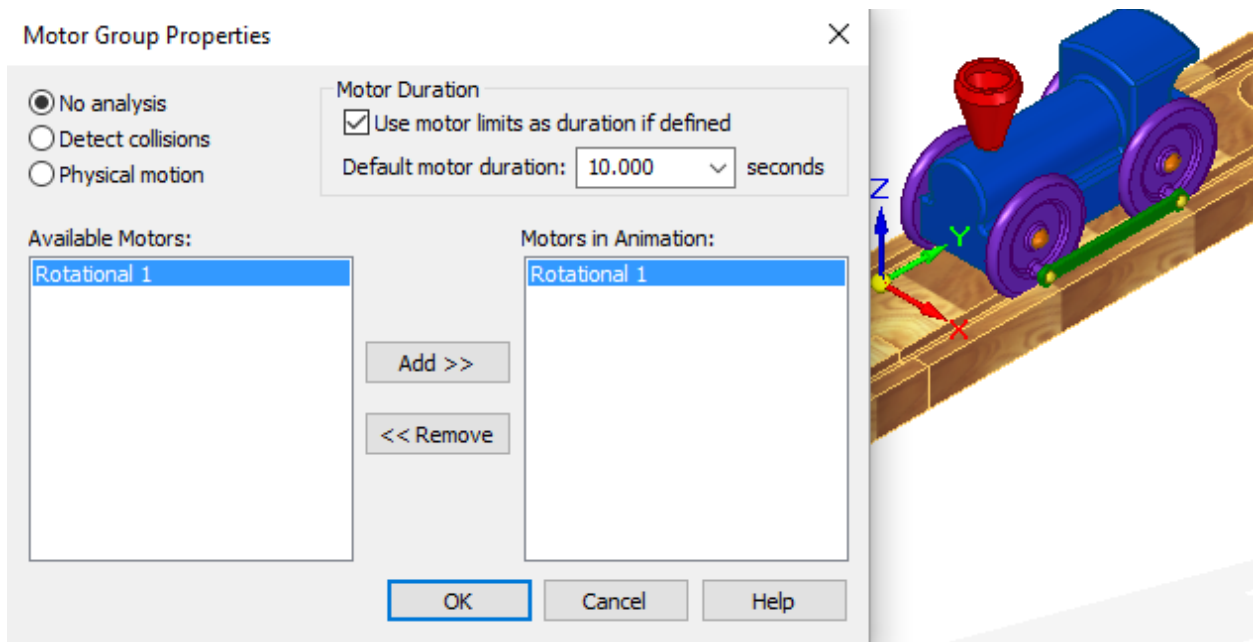 Motor Group Properties
No analysis
Detect collisions
Physical motion
Motor Duration
Use motor limits as duration if defined
Default motor duration: 10.000 seconds
Available Motors:
Rotational 1
Add >>
<< Remove
Motors in Animation:
Rotational 1
OK Cancel Help
Z
Y
X